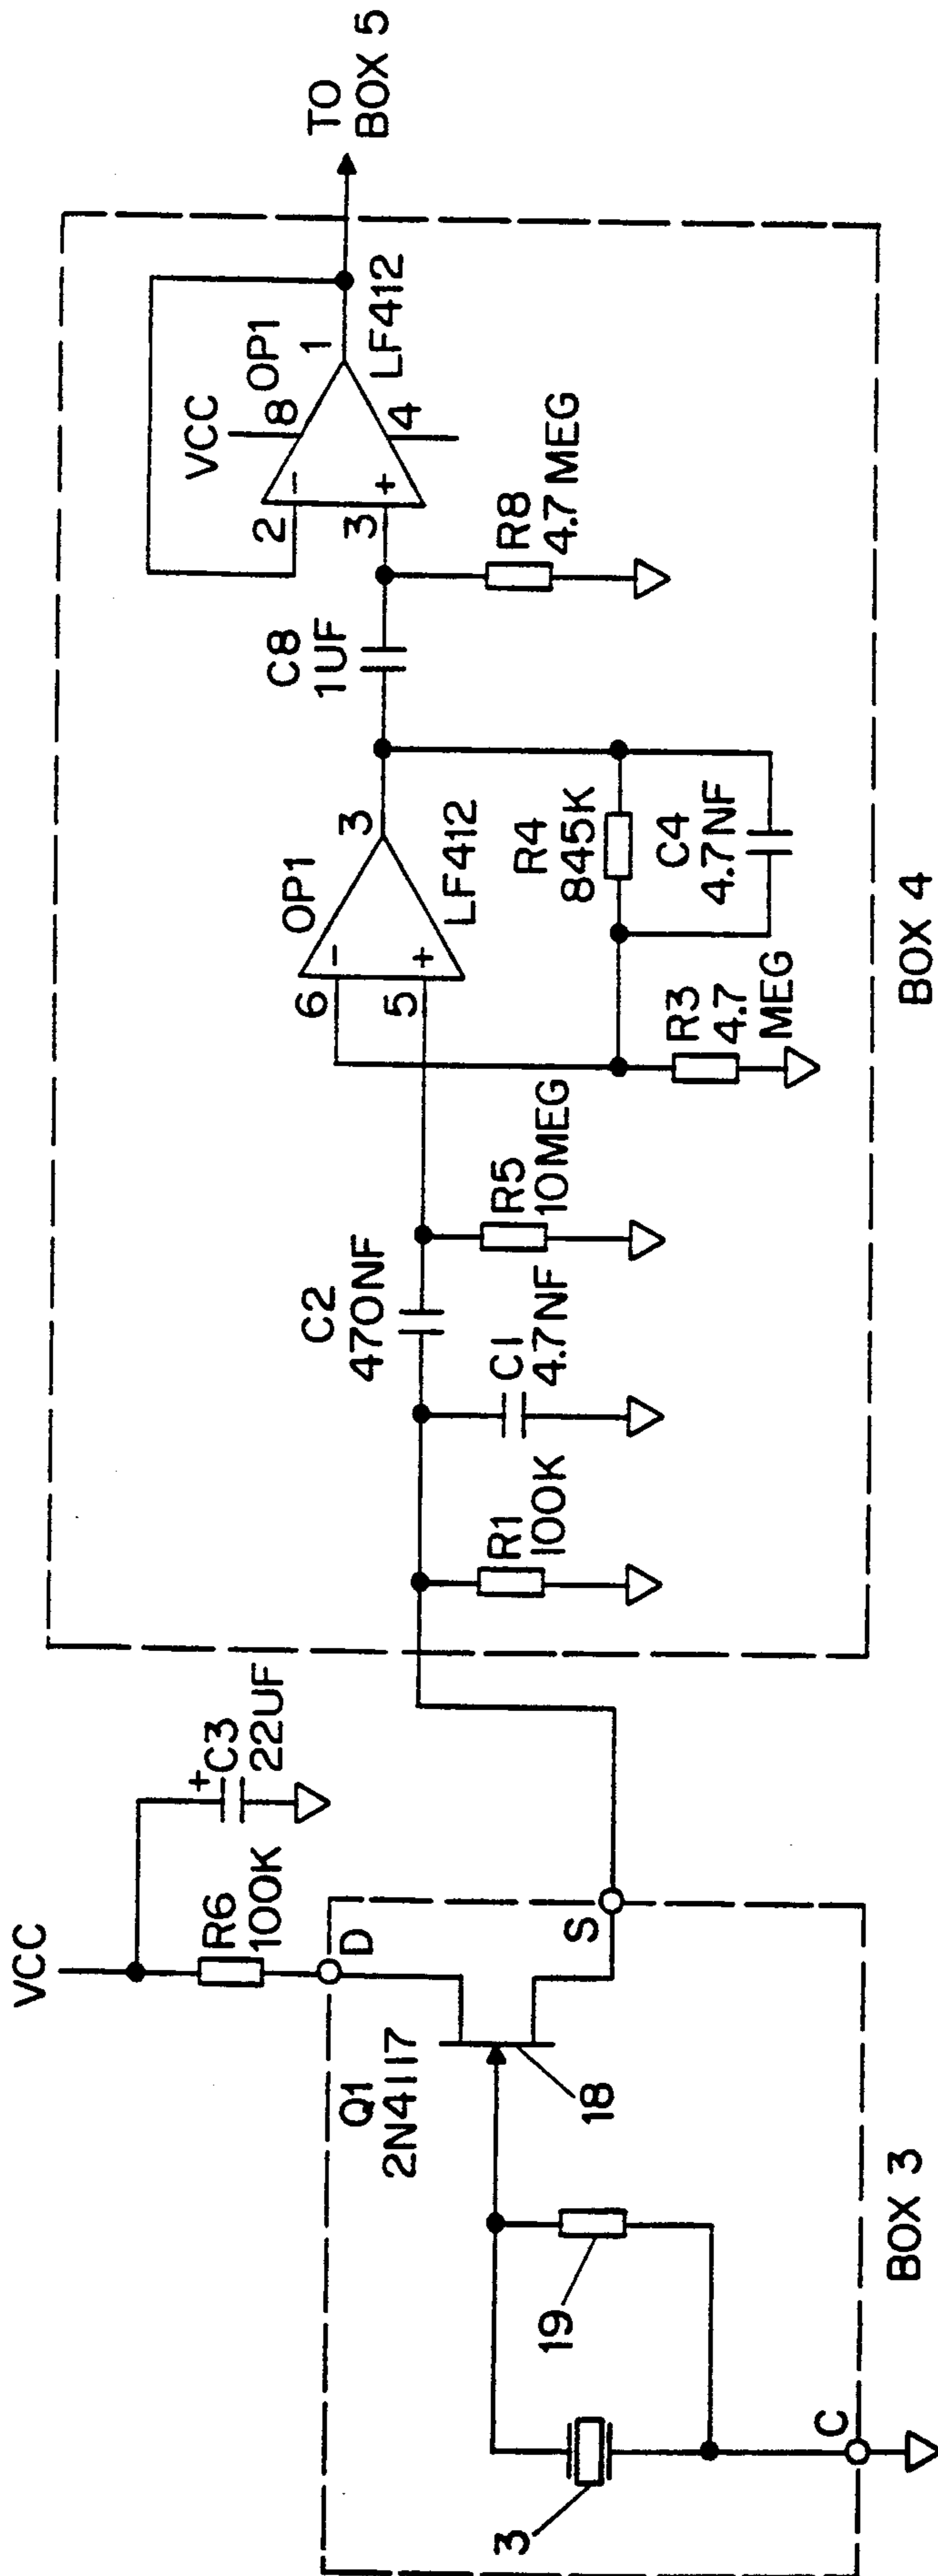 VCC
R6
100K
+
C3
22UF
D
Q1
2N4117
18
S
19
3
C
BOX 3
R1
100K
C1
4.7NF
C2
470NF
R5
10MEG
6
5
−
+
OP1
3
LF412
R3
4.7
MEG
R4
845K
C4
4.7NF
C8
1UF
R8
4.7 MEG
2
3
−
+
VCC
8
OP1
1
LF412
4
TO
BOX 5
BOX 4